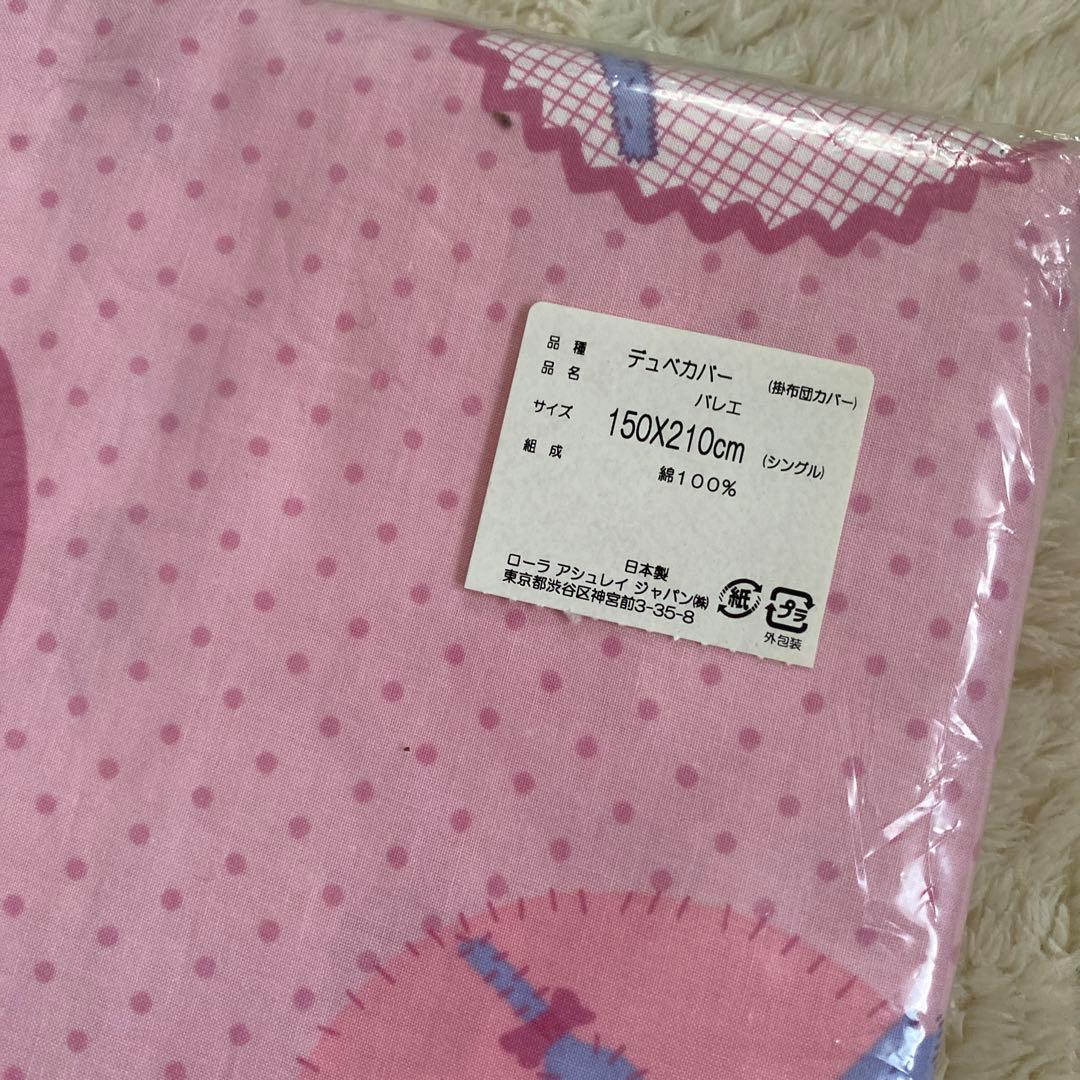 品種 デュベカバー (掛布団カバー)
品名 バレエ
サイズ 150X210cm (シングル)
組成 綿100%
日本製
ローラ アシュレイ ジャパン㈱
東京都渋谷区神宮前3-35-8
紙
プラ
外包装